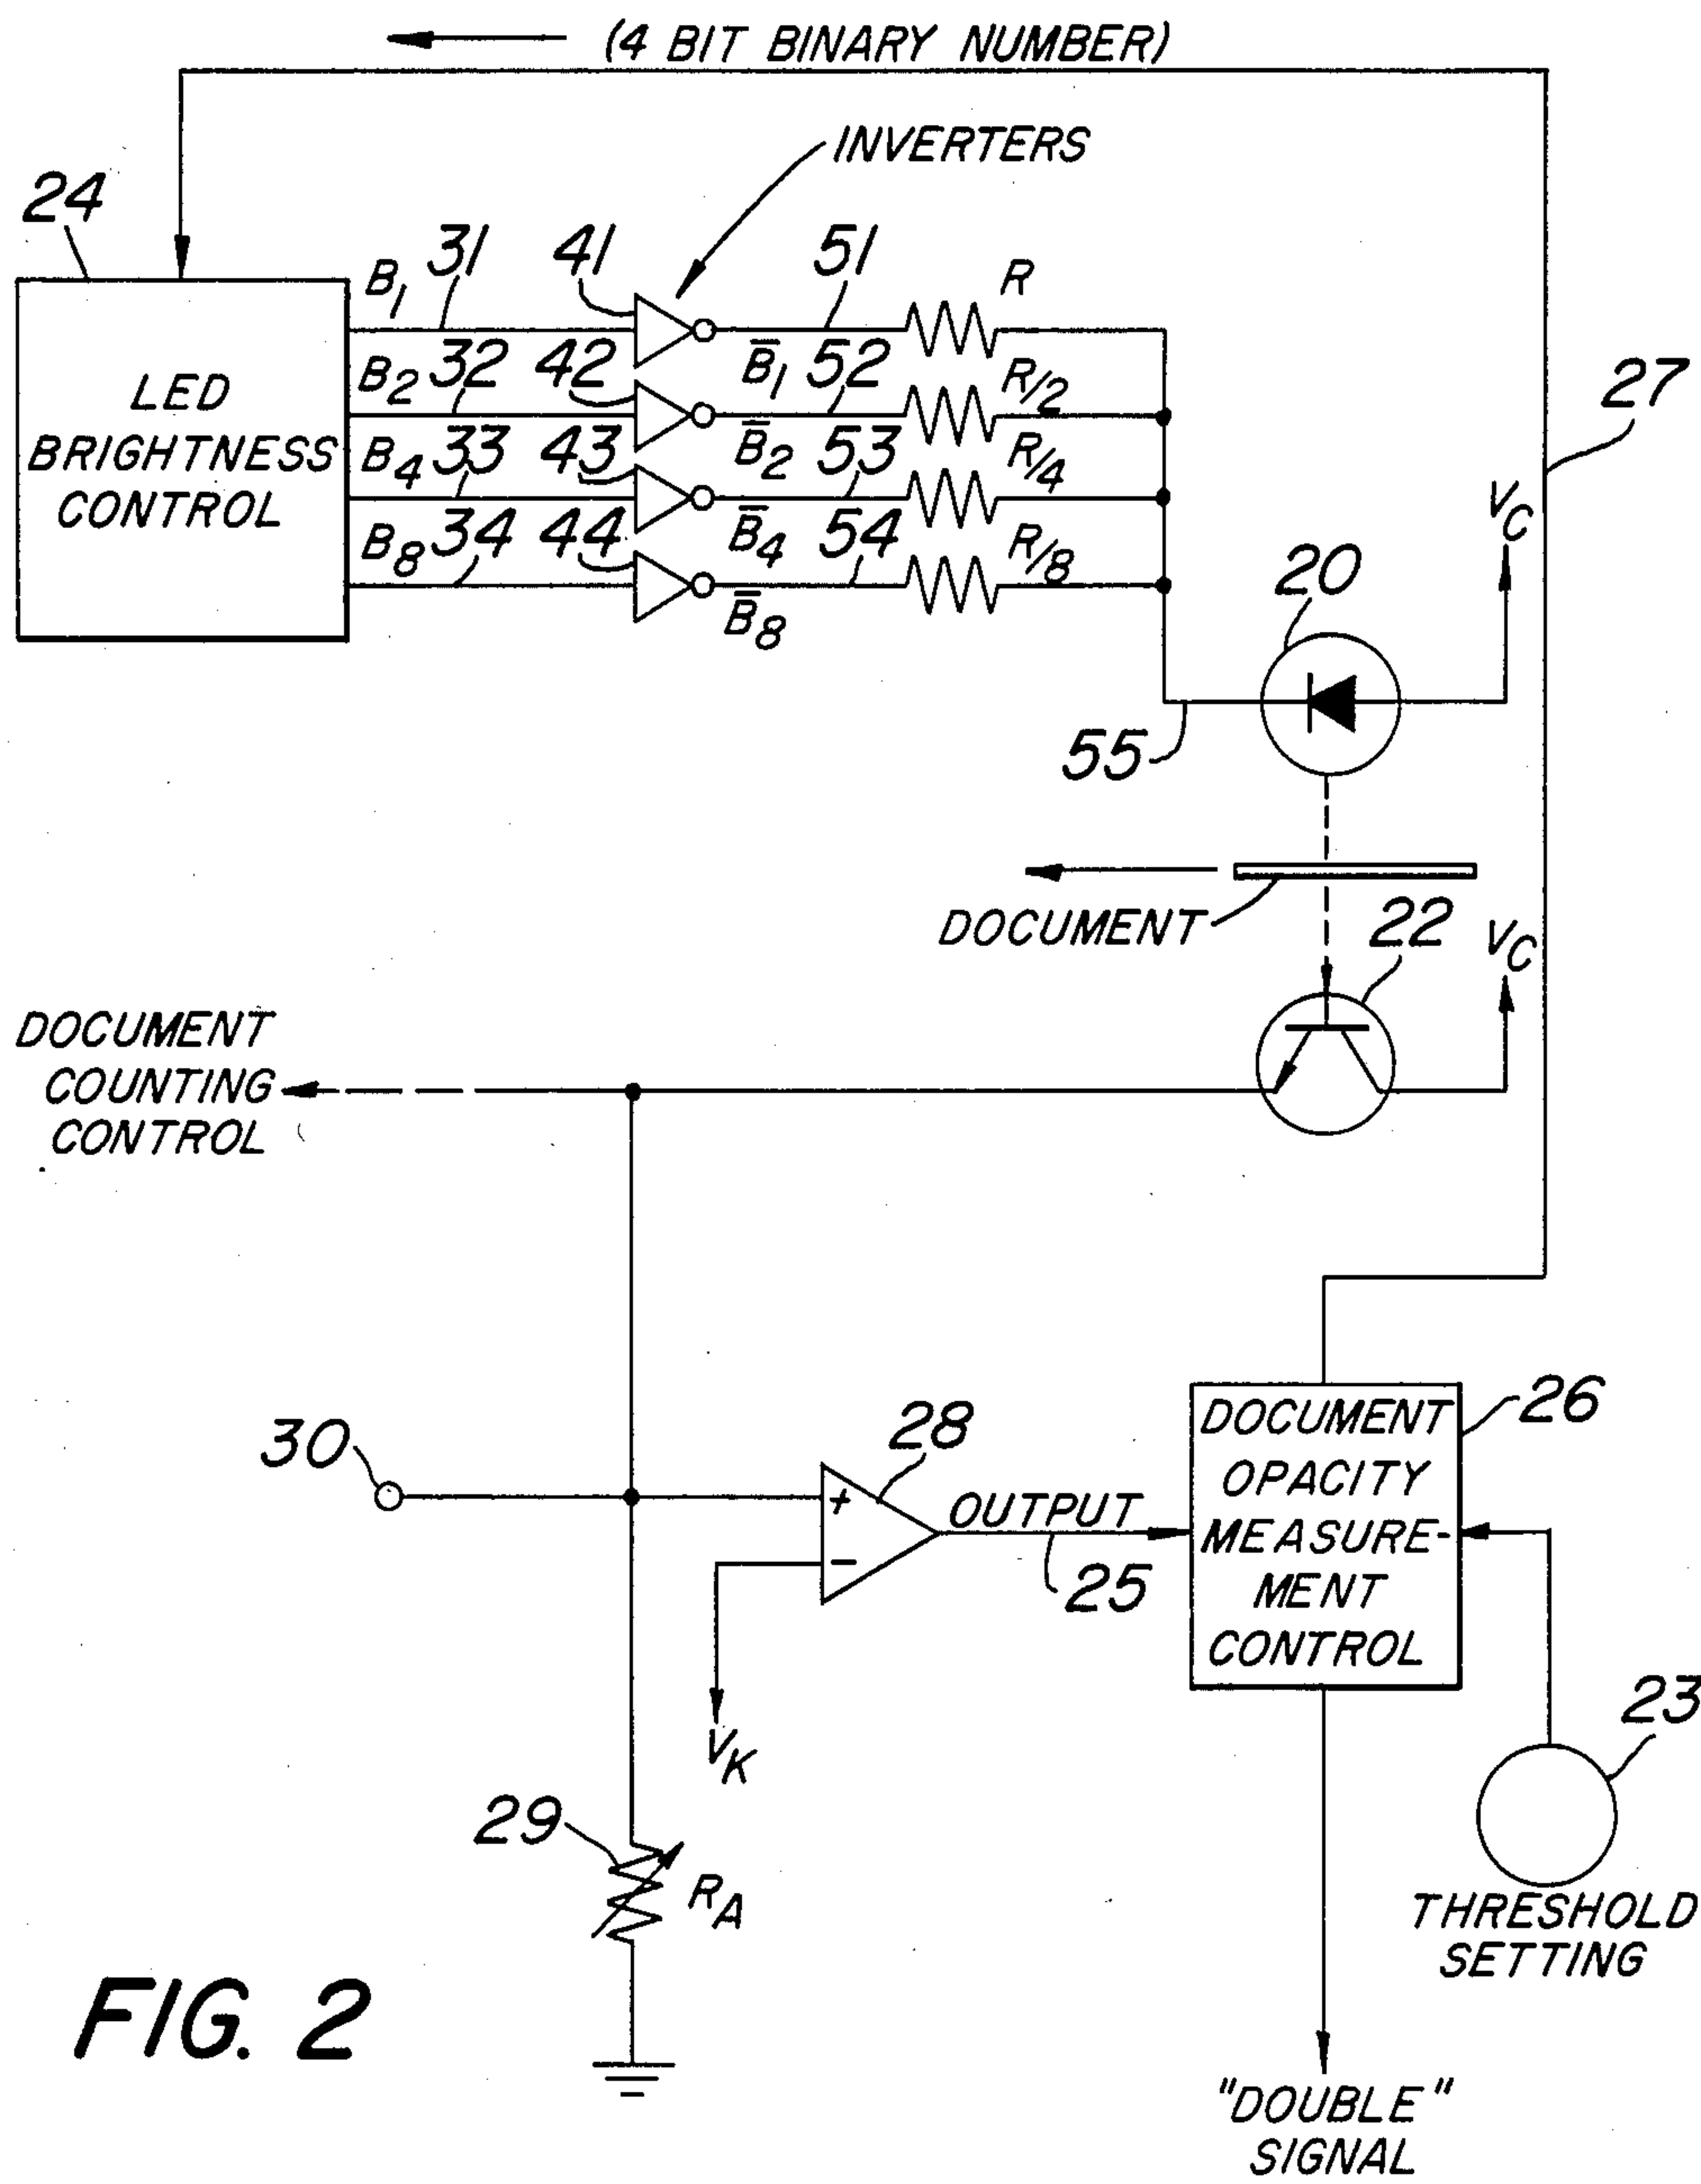 (4 BIT BINARY NUMBER)
INVERTERS
24
B1 31 41 51 R
B2 32 42 B̅1 52 R/2
B4 33 43 B̅2 53 R/4
B8 34 44 B̅4 54 R/8
B̅8
LED
BRIGHTNESS
CONTROL
27
VC
20
55
DOCUMENT
22
VC
DOCUMENT
COUNTING
CONTROL
30
28
+
-
OUTPUT
25
DOCUMENT
OPACITY
MEASURE-
MENT
CONTROL
26
VK
23
THRESHOLD
SETTING
29
RA
FIG. 2
"DOUBLE"
SIGNAL